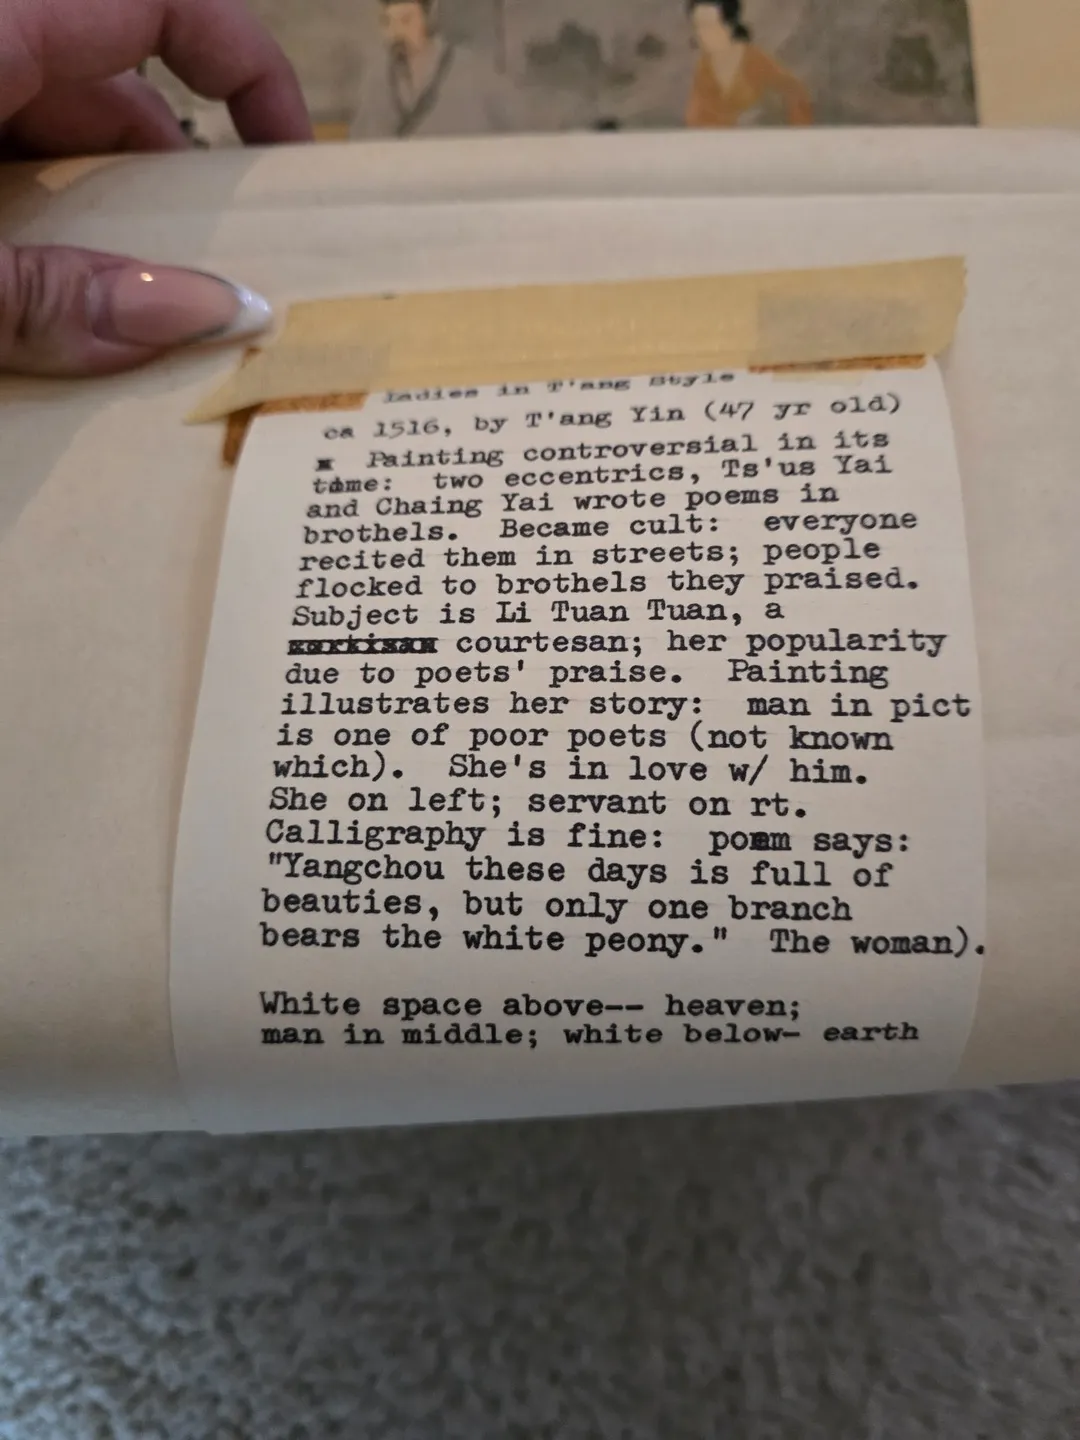 Ladies in T'ang Style
ca 1516, by T'ang Yin (47 yr old)
x Painting controversial in its
tdme: two eccentrics, Ts'us Yai
and Chaing Yai wrote poems in
brothels. Became cult: everyone
recited them in streets; people
flocked to brothels they praised.
Subject is Li Tuan Tuan, a
courtesan; her popularity
due to poets' praise. Painting
illustrates her story: man in pict
is one of poor poets (not known
which). She's in love w/ him.
She on left; servant on rt.
Calligraphy is fine: poem says:
"Yangchou these days is full of
beauties, but only one branch
bears the white peony." The woman).
White space above-- heaven;
man in middle; white below- earth